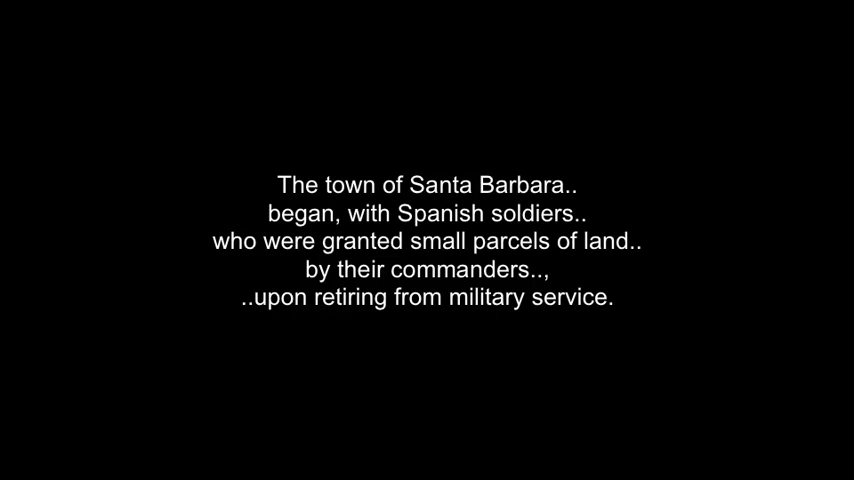 The town of Santa Barbara..
began, with Spanish soldiers..
who were granted small parcels of land..
by their commanders..,
..upon retiring from military service.